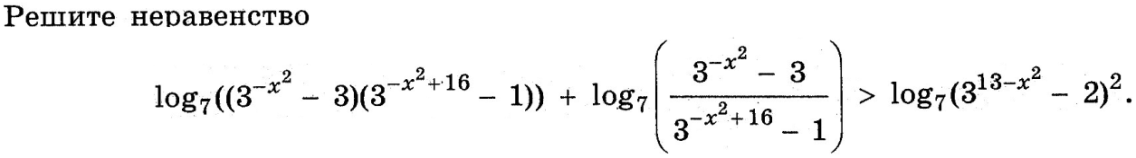 Решите неравенство
log₇((3^{-x²} − 3)(3^{-x²+16} − 1)) + log₇((3^{-x²} − 3)/(3^{-x²+16} − 1)) > log₇(3^{13-x²} − 2)².